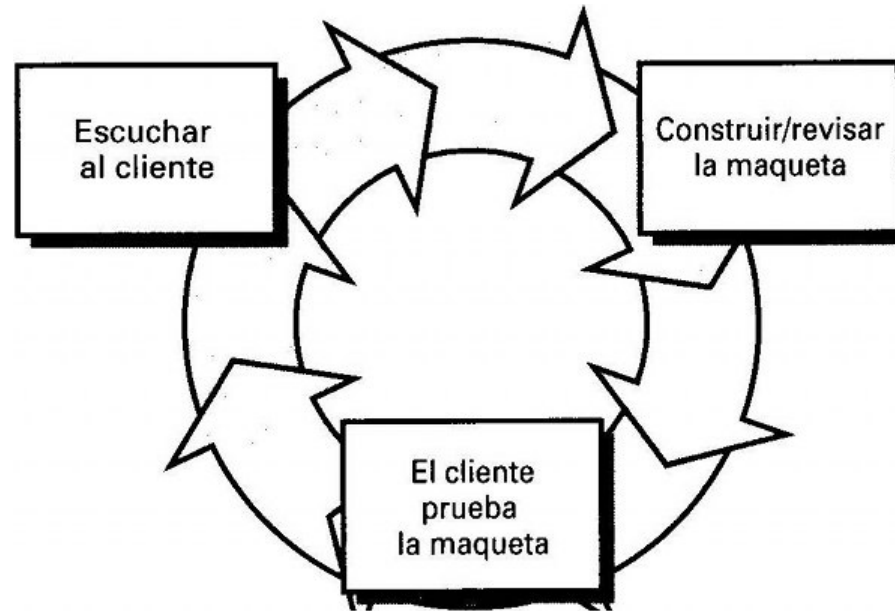 Escuchar
al cliente
Construir/revisar
la maqueta
El cliente
prueba
la maqueta